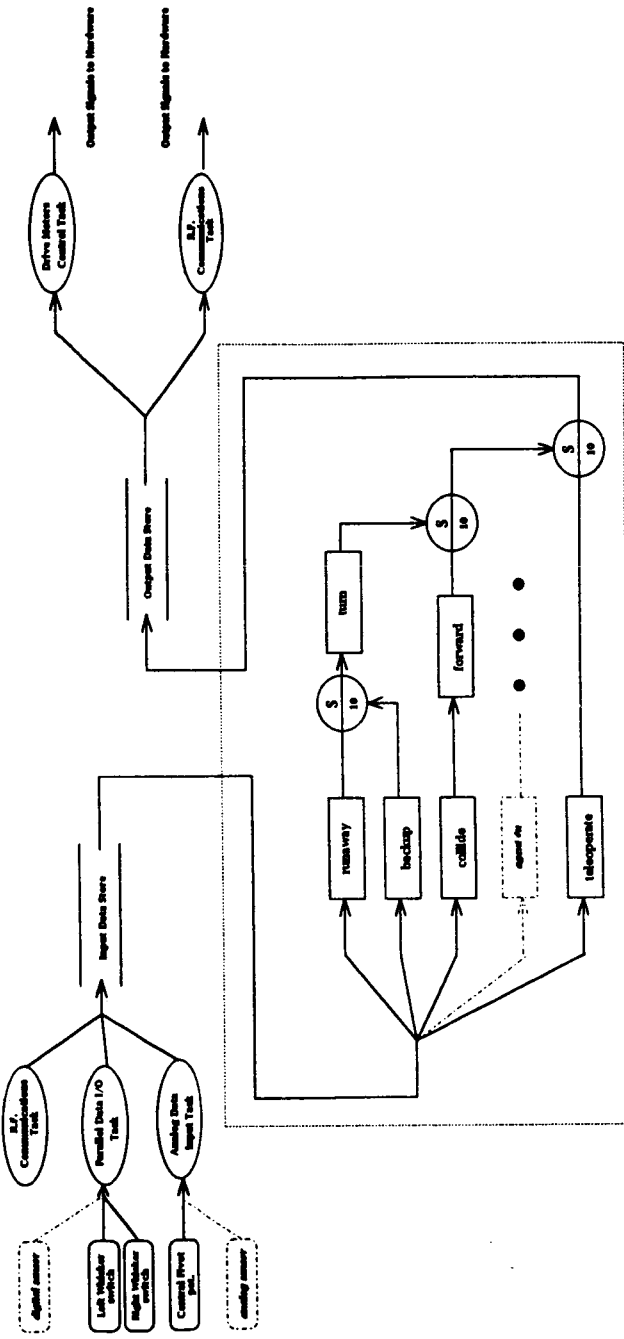 digital sensor
Left Whisker
switch
Right Whisker
switch
Central Pivot
pot.
analog sensor
R.F.
Communications
Task
Parallel Data I/O
Task
Analog Data
Input Task
Input Data Store
runaway
backup
collide
teleoperate
S
10
turn
forward
S
10
S
10
Output Data Store
Drive Motors
Control Task
R.F.
Communications
Task
Output Signals to Hardware
Output Signals to Hardware